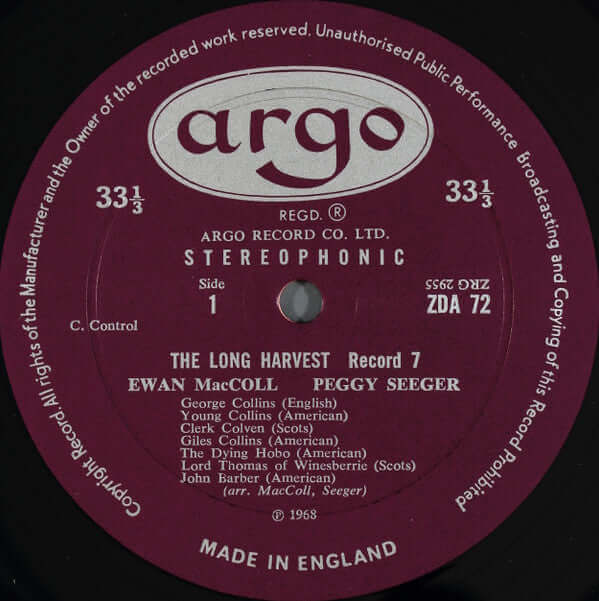 Copyright Record. All rights of the Manufacturer and the Owner of the recorded work reserved. Unauthorised Public Performance Broadcasting and Copying of this Record Prohibited
argo
33⅓
33⅓
REGD. ®
ARGO RECORD CO. LTD.
STEREOPHONIC
Side
1
ZRG 2955
ZDA 72
C. Control
THE LONG HARVEST Record 7
EWAN MacCOLL PEGGY SEEGER
George Collins (English)
Young Collins (American)
Clerk Colven (Scots)
Giles Collins (American)
The Dying Hobo (American)
Lord Thomas of Winesberrie (Scots)
John Barber (American)
(arr. MacColl, Seeger)
℗ 1968
MADE IN ENGLAND